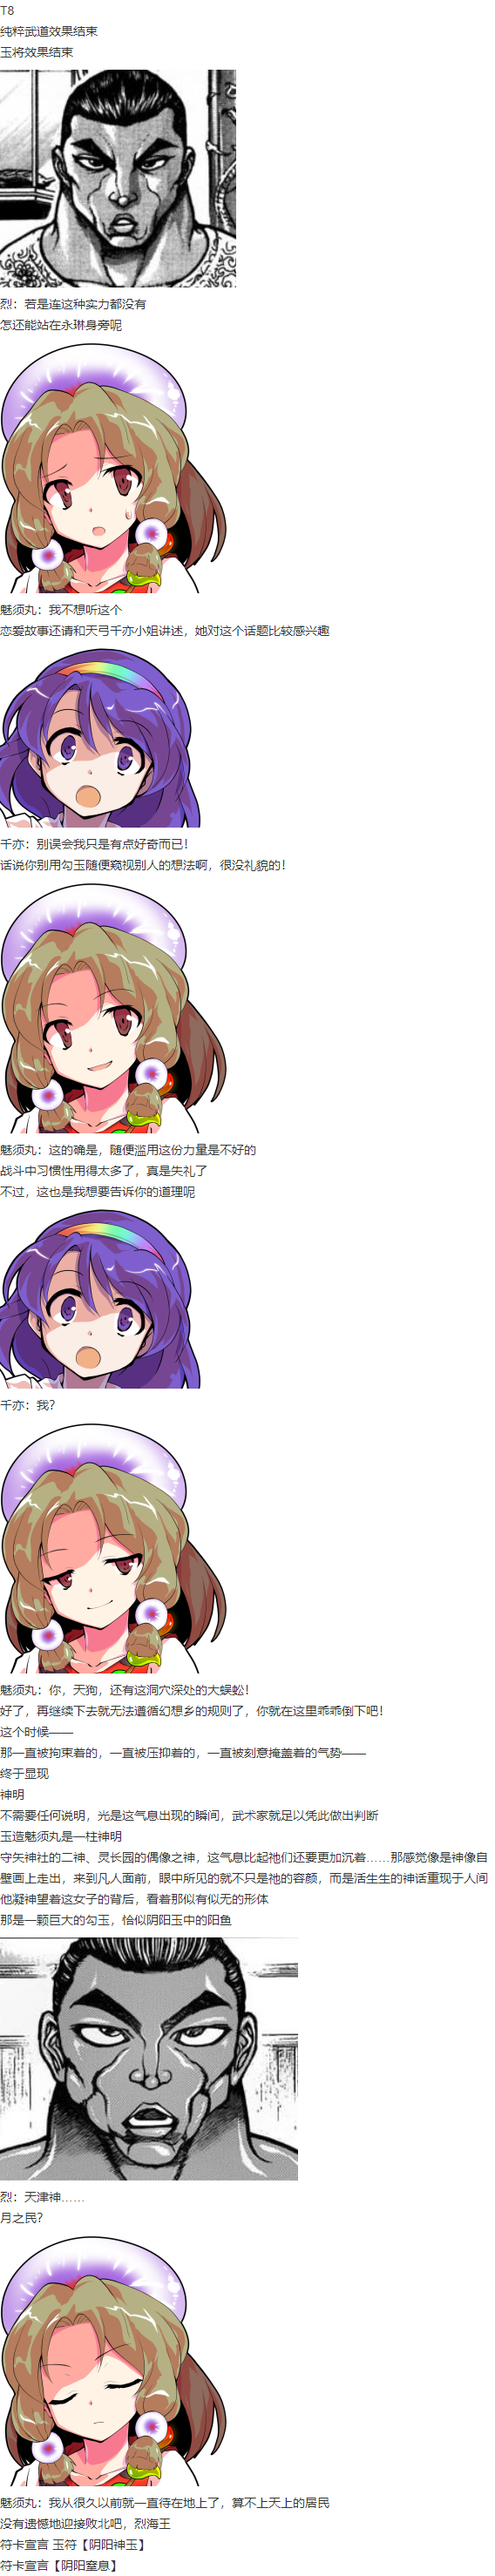 T8
纯粹武道效果结束
玉将效果结束
烈：若是连这种实力都没有
怎还能站在永琳身旁呢
魅须丸：我不想听这个
恋爱故事还请和天弓千亦小姐讲述，她对这个话题比较感兴趣
千亦：别误会我只是有点好奇而已！
话说你别用勾玉随便窥视别人的想法啊，很没礼貌的！
魅须丸：这的确是，随便滥用这份力量是不好的
战斗中习惯性用得太多了，真是失礼了
不过，这也是我想要告诉你的道理呢
千亦：我？
魅须丸：你，天狗，还有这洞穴深处的大蜈蚣！
好了，再继续下去就无法遵循幻想乡的规则了，你就在这里乖乖倒下吧！
这个时候——
那一直被拘束着的，一直被压抑着的，一直被刻意掩盖着的气势——
终于显现
神明
不需要任何说明，光是这气息出现的瞬间，武术家就足以凭此做出判断
玉造魅须丸是一柱神明
守矢神社的二神、灵长园的偶像之神，这气息比起祂们还要更加沉着……那感觉像是神像自
壁画上走出，来到凡人面前，眼中所见的就不只是祂的容颜，而是活生生的神话重现于人间
他凝神望着这女子的背后，看着那似有似无的形体
那是一颗巨大的勾玉，恰似阴阳玉中的阳鱼
烈：天津神……
月之民？
魅须丸：我从很久以前就一直待在地上了，算不上天上的居民
没有遗憾地迎接败北吧，烈海王
符卡宣言 玉符【阴阳神玉】
符卡宣言【阴阳窒息】